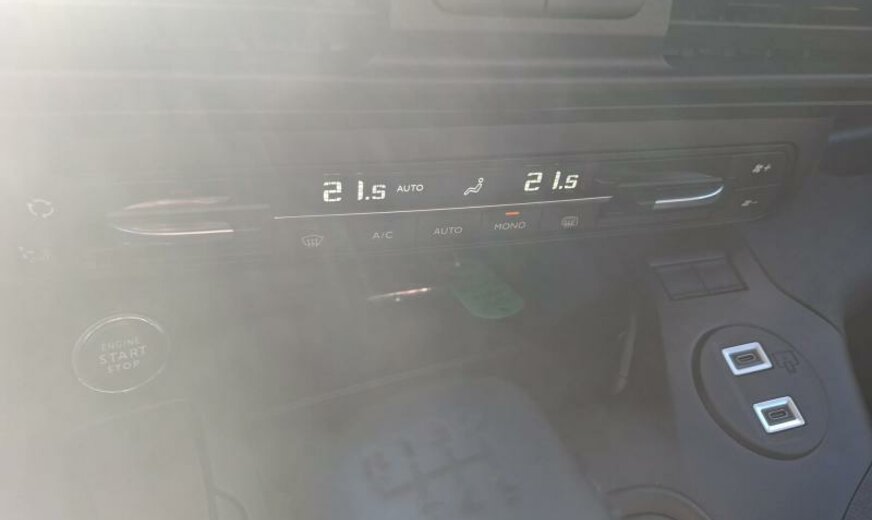 21.5 AUTO 21.5
A/C AUTO MONO
ENGINE
START
STOP